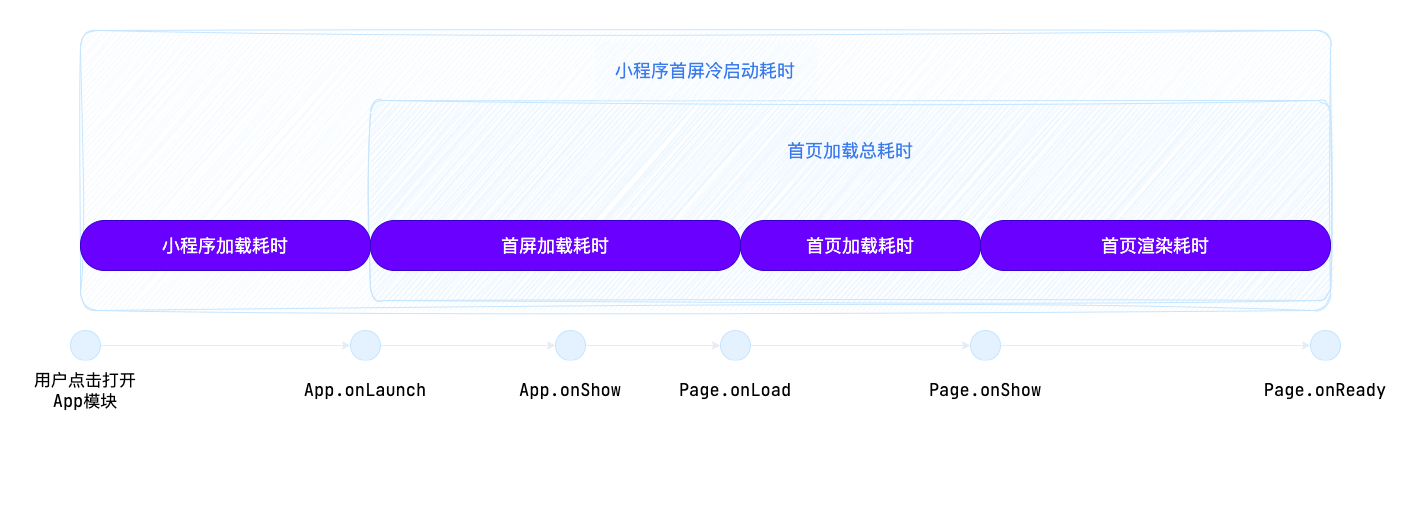 小程序首屏冷启动耗时
首页加载总耗时
小程序加载耗时
首屏加载耗时
首页加载耗时
首页渲染耗时
用户点击打开
App模块
App.onLaunch
App.onShow
Page.onLoad
Page.onShow
Page.onReady